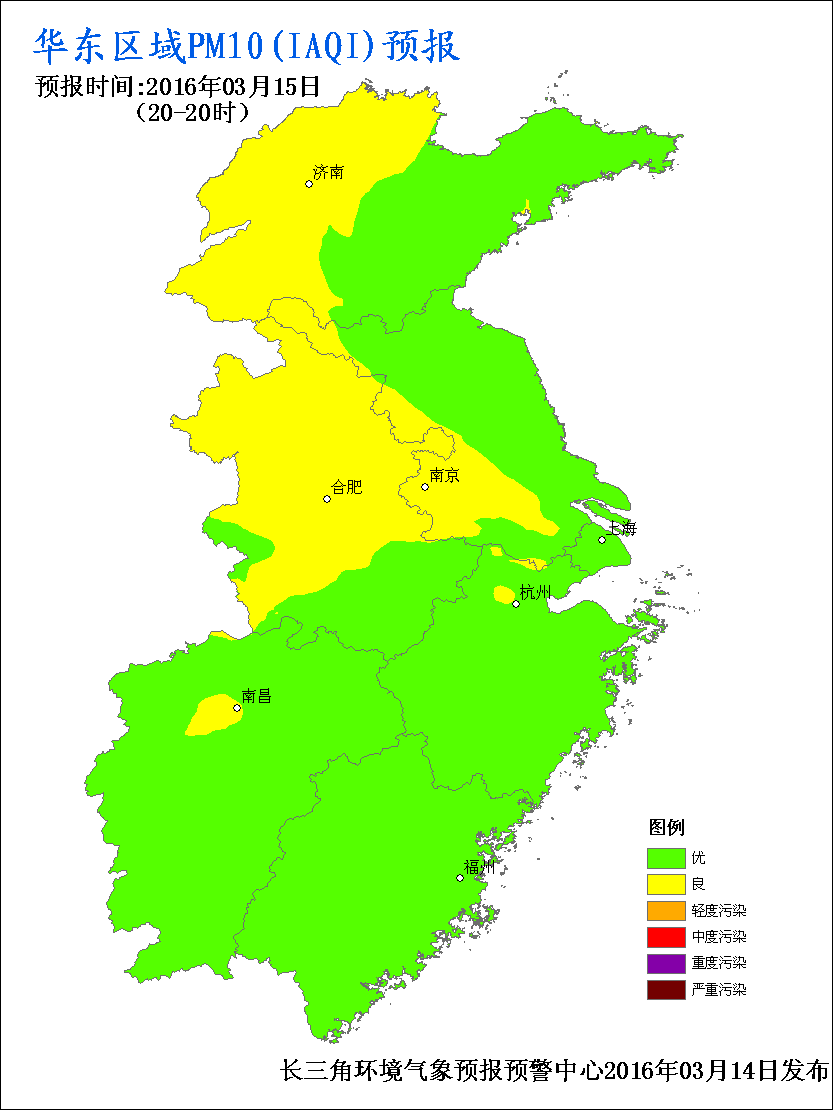 华东区域PM10(IAQI)预报
预报时间:2016年03月15日
(20-20时)
济南
合肥
南京
上海
杭州
南昌
福州
图例
优
良
轻度污染
中度污染
重度污染
严重污染
长三角环境气象预报预警中心2016年03月14日发布